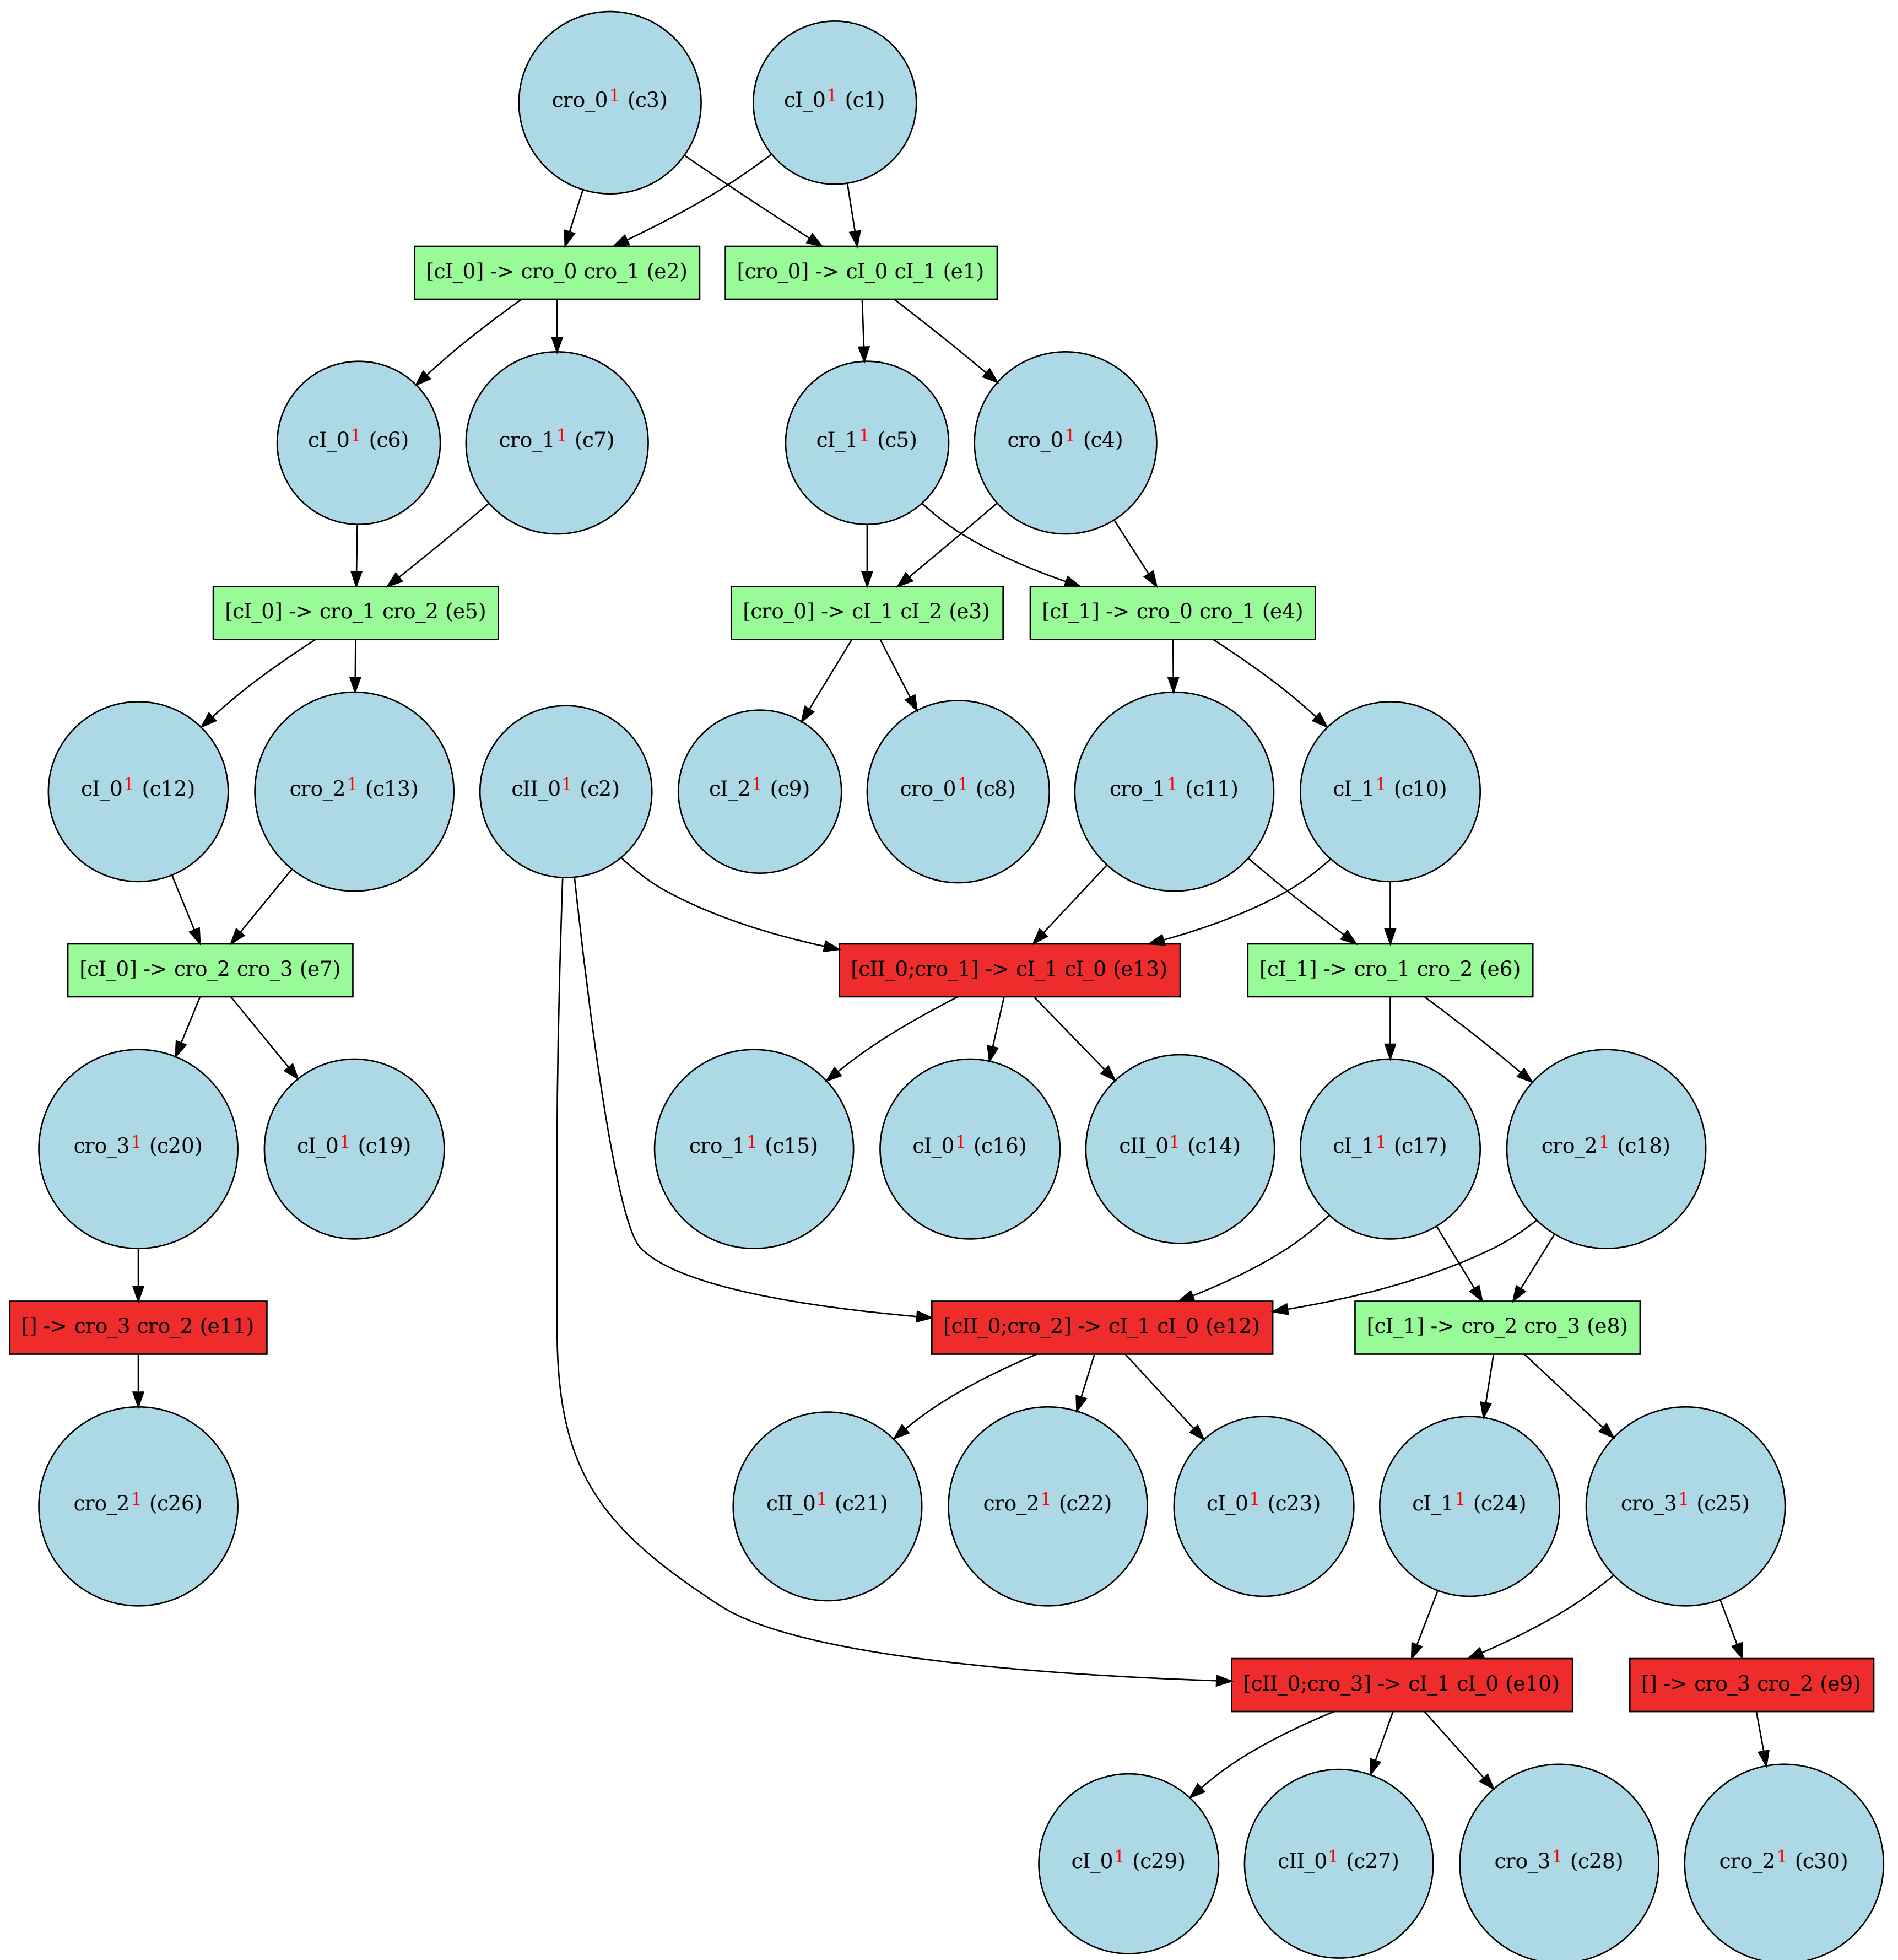 cro_0¹ (c3)
cI_0¹ (c1)
[cI_0] -> cro_0 cro_1 (e2)
[cro_0] -> cI_0 cI_1 (e1)
cI_0¹ (c6)
cro_1¹ (c7)
cI_1¹ (c5)
cro_0¹ (c4)
[cI_0] -> cro_1 cro_2 (e5)
[cro_0] -> cI_1 cI_2 (e3)
[cI_1] -> cro_0 cro_1 (e4)
cI_0¹ (c12)
cro_2¹ (c13)
cII_0¹ (c2)
cI_2¹ (c9)
cro_0¹ (c8)
cro_1¹ (c11)
cI_1¹ (c10)
[cI_0] -> cro_2 cro_3 (e7)
[cII_0;cro_1] -> cI_1 cI_0 (e13)
[cI_1] -> cro_1 cro_2 (e6)
cro_3¹ (c20)
cI_0¹ (c19)
cro_1¹ (c15)
cI_0¹ (c16)
cII_0¹ (c14)
cI_1¹ (c17)
cro_2¹ (c18)
[] -> cro_3 cro_2 (e11)
[cII_0;cro_2] -> cI_1 cI_0 (e12)
[cI_1] -> cro_2 cro_3 (e8)
cro_2¹ (c26)
cII_0¹ (c21)
cro_2¹ (c22)
cI_0¹ (c23)
cI_1¹ (c24)
cro_3¹ (c25)
[cII_0;cro_3] -> cI_1 cI_0 (e10)
[] -> cro_3 cro_2 (e9)
cI_0¹ (c29)
cII_0¹ (c27)
cro_3¹ (c28)
cro_2¹ (c30)